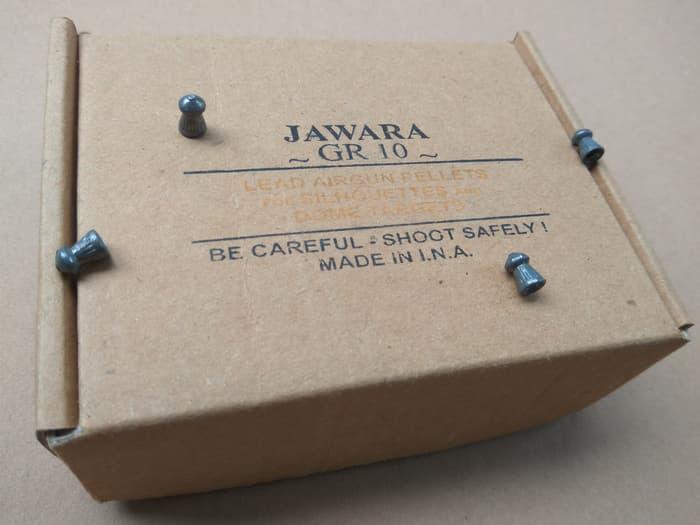 JAWARA
~ GR 10 ~
LEAD AIRGUN PELLETS
FOR SILHOUETTES AND
DOME TARGETS
BE CAREFUL - SHOOT SAFELY !
MADE IN I.N.A.